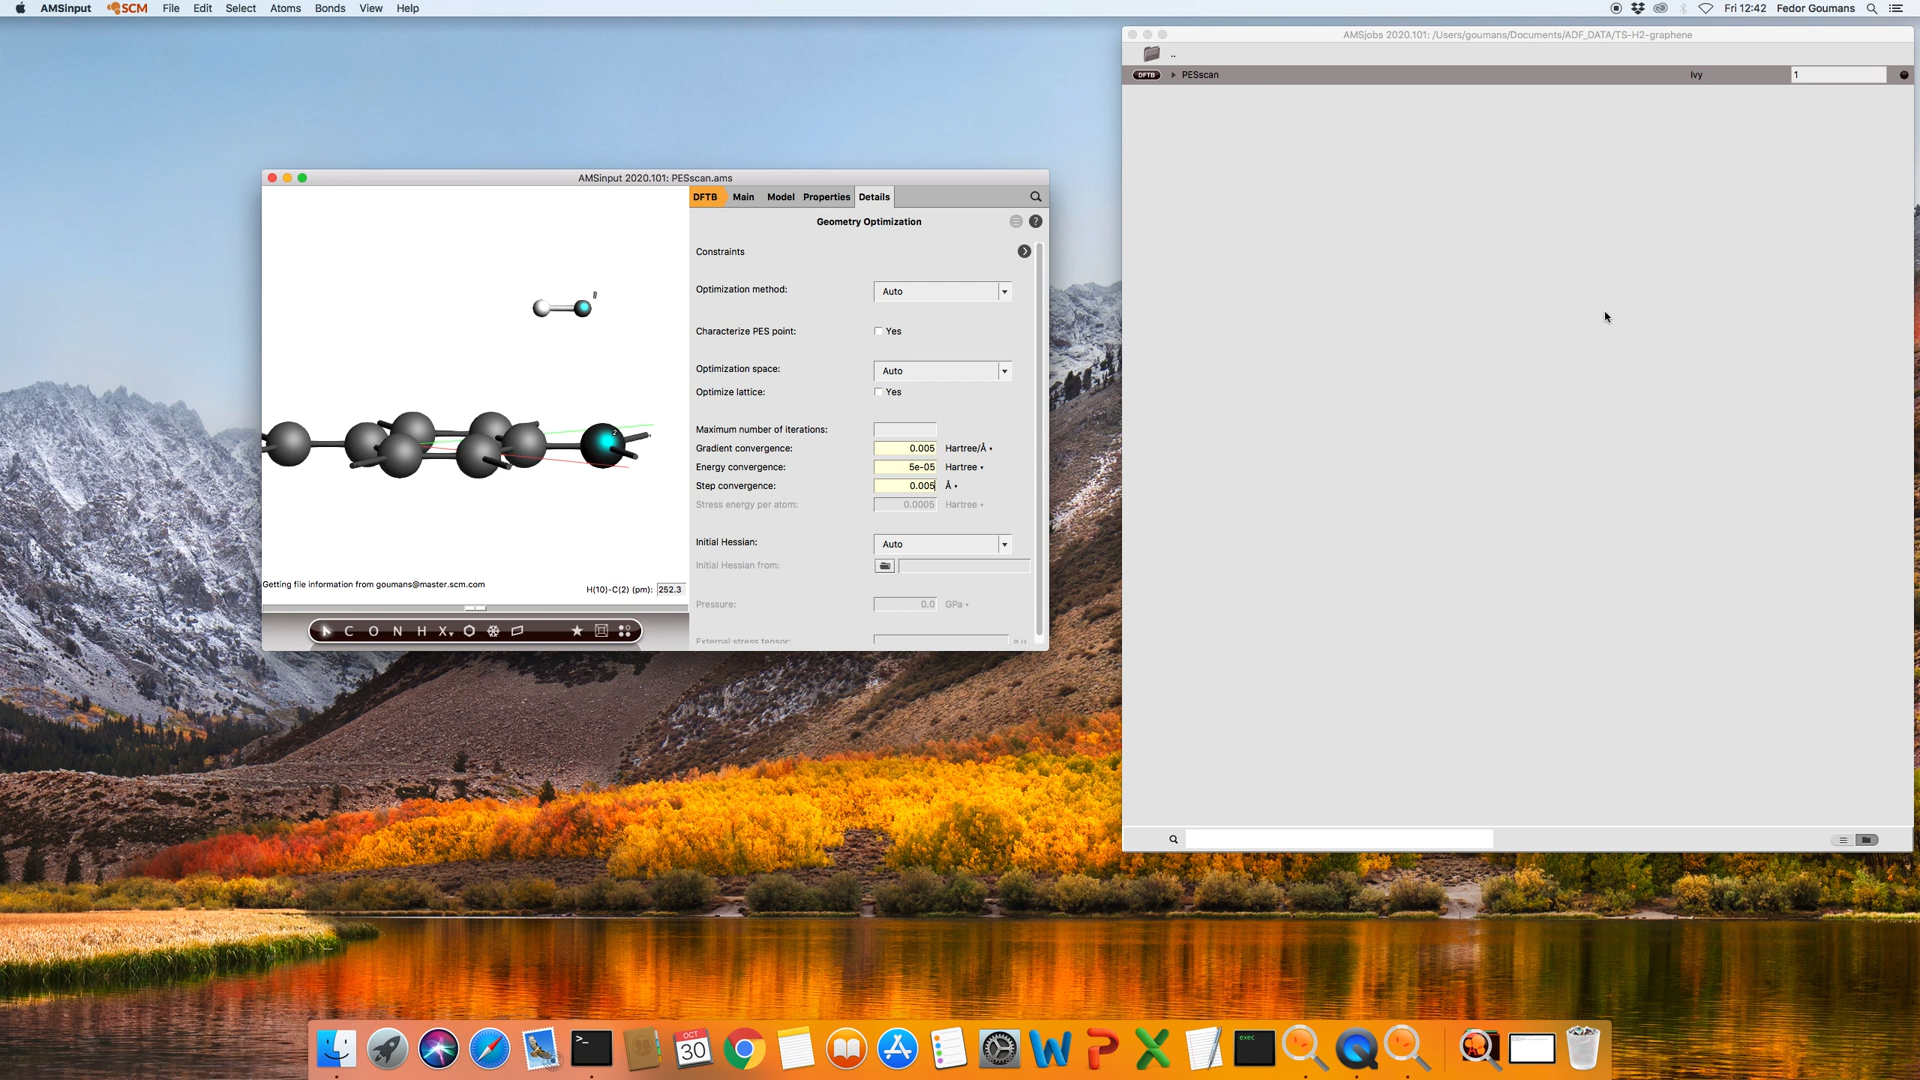 AMSinput SCM File Edit Select Atoms Bonds View Help
Fri 12:42 Fedor Goumans
AMSjobs 2020.101: /Users/goumans/Documents/ADF_DATA/TS-H2-graphene
..
DFTB PESscan Ivy 1
AMSinput 2020.101: PESscan.ams
DFTB Main Model Properties Details
Geometry Optimization
?
Constraints
Optimization method: Auto
Characterize PES point: Yes
Optimization space: Auto
Optimize lattice: Yes
Maximum number of iterations:
Gradient convergence: 0.005 Hartree/Å
Energy convergence: 5e-05 Hartree
Step convergence: 0.005 Å
Stress energy per atom: 0.0005 Hartree
Initial Hessian: Auto
Initial Hessian from:
Pressure: 0.0 GPa
External stress tensor: a.u.
2
Getting file information from goumans@master.scm.com
H(10)-C(2) (pm): 252.3
C O N H X
OCT
30
exec